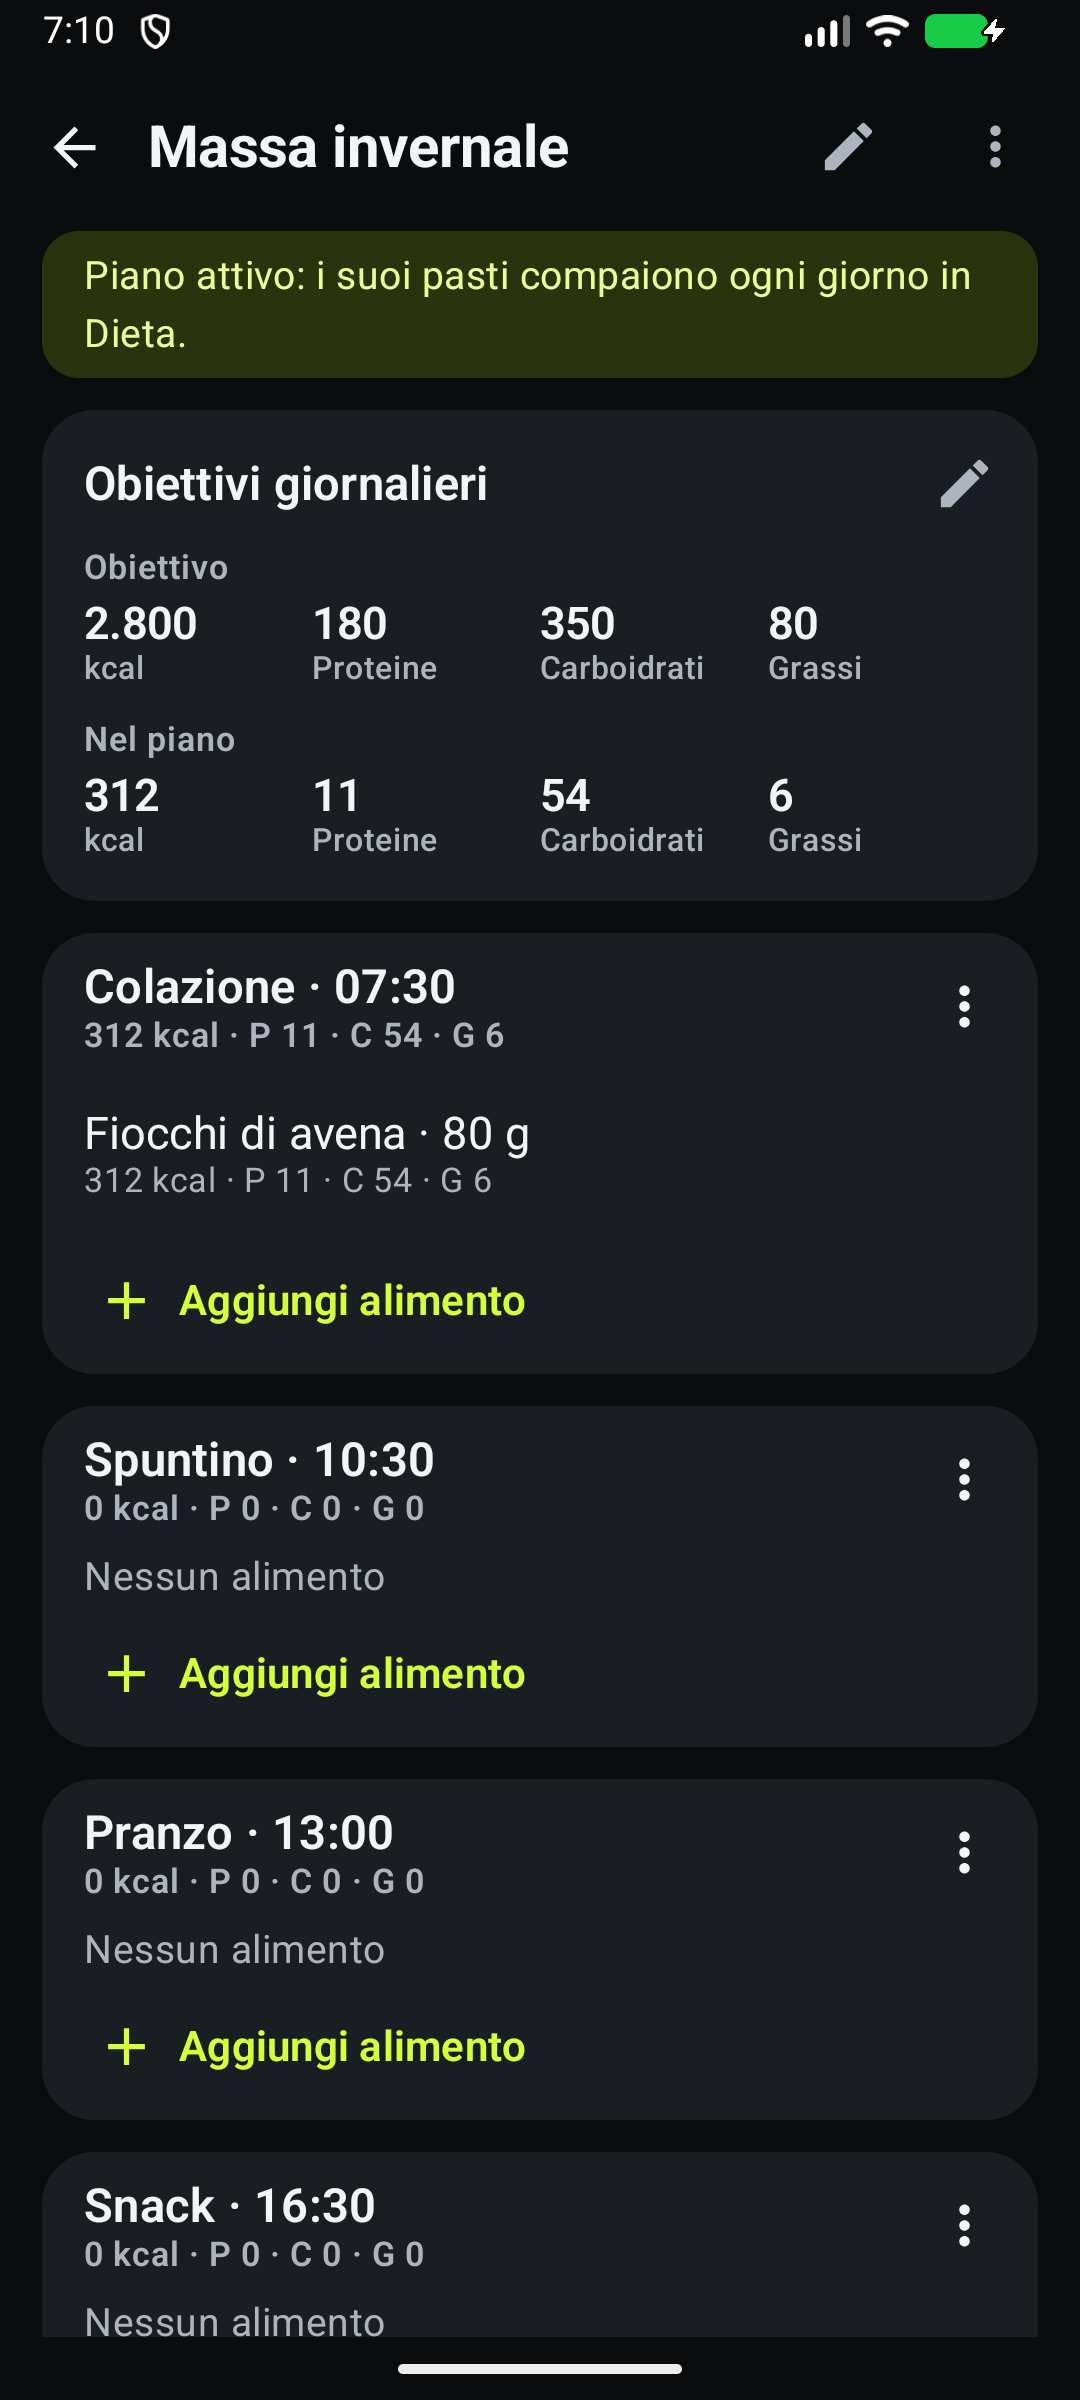 7:10
Massa invernale
Piano attivo: i suoi pasti compaiono ogni giorno in
Dieta.
Obiettivi giornalieri
Obiettivo
2.800 180 350 80
kcal Proteine Carboidrati Grassi
Nel piano
312 11 54 6
kcal Proteine Carboidrati Grassi
Colazione · 07:30
312 kcal · P 11 · C 54 · G 6
Fiocchi di avena · 80 g
312 kcal · P 11 · C 54 · G 6
+ Aggiungi alimento
Spuntino · 10:30
0 kcal · P 0 · C 0 · G 0
Nessun alimento
+ Aggiungi alimento
Pranzo · 13:00
0 kcal · P 0 · C 0 · G 0
Nessun alimento
+ Aggiungi alimento
Snack · 16:30
0 kcal · P 0 · C 0 · G 0
Nessun alimento